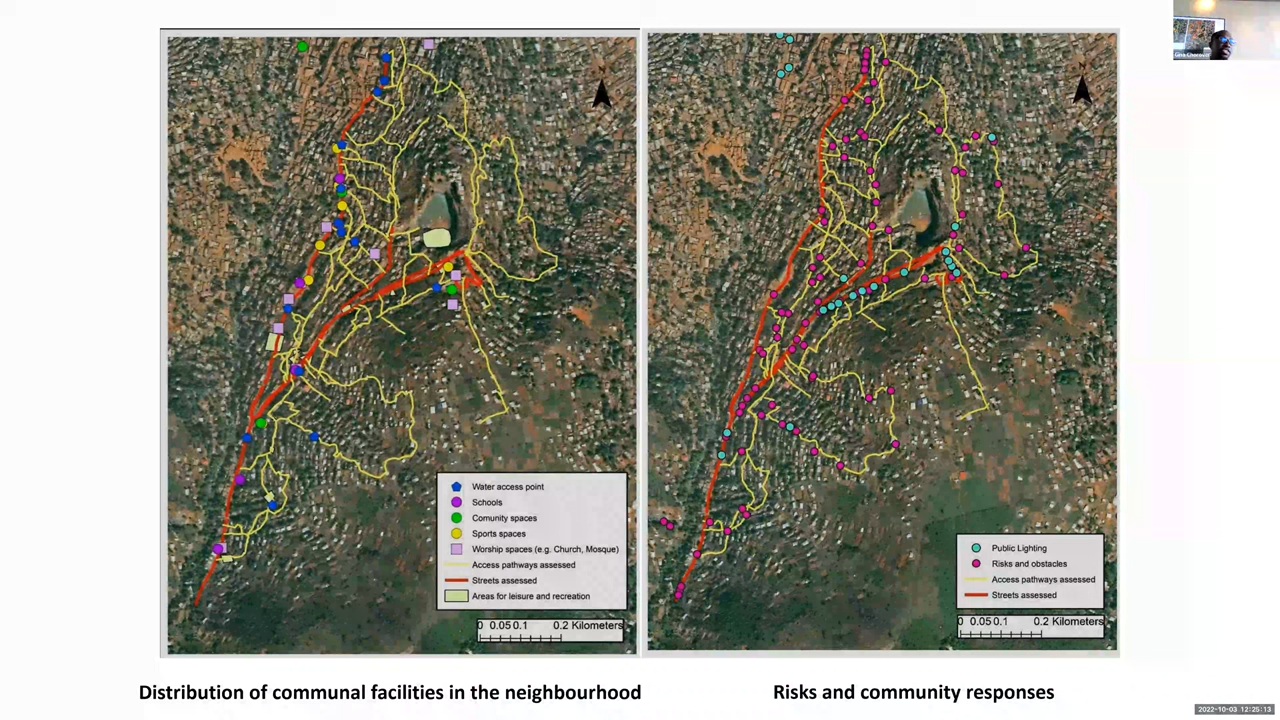 N
Water access point
Schools
Comunity spaces
Sports spaces
Worship spaces (e.g. Church, Mosque)
Access pathways assessed
Streets assessed
Areas for leisure and recreation
0 0.05 0.1 0.2 Kilometers
Distribution of communal facilities in the neighbourhood
N
Public Lighting
Risks and obstacles
Access pathways assessed
Streets assessed
0 0.05 0.1 0.2 Kilometers
Risks and community responses
2022-10-03 12:25:13